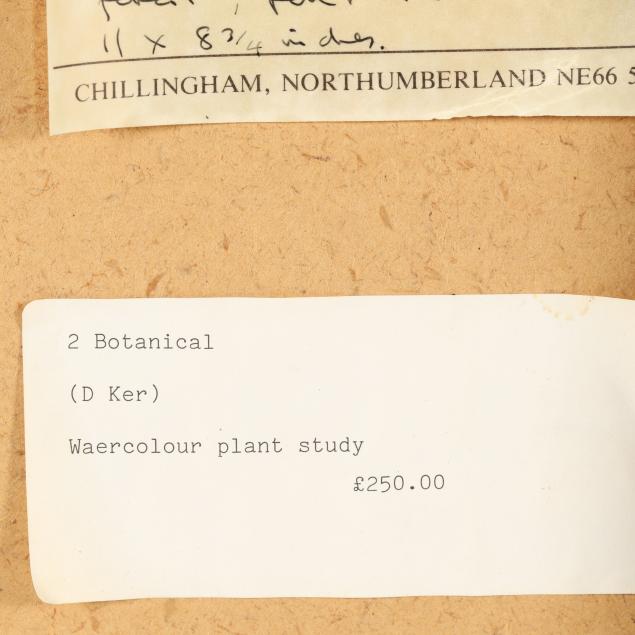 11 x 8 3/4 inches.
CHILLINGHAM, NORTHUMBERLAND NE66 5
2 Botanical
(D Ker)
Waercolour plant study
£250.00